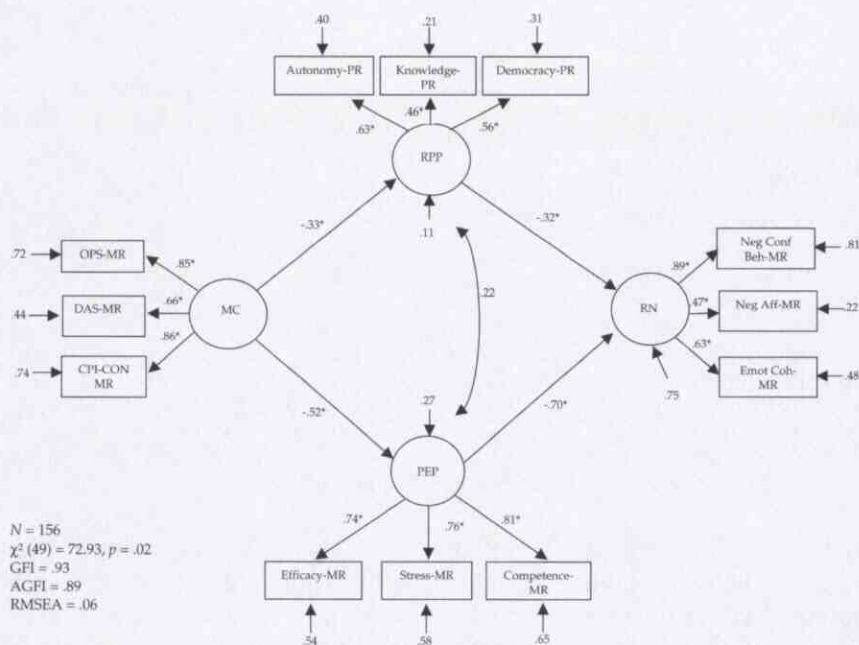 .40
.21
.31
Autonomy-PR
Knowledge-
PR
Democracy-PR
.63*
.46*
.56*
RPP
-.33*
.11
-.32*
.72
OPS-MR
.85*
.44
DAS-MR
.66*
MC
.74
CPI-CON
MR
.86*
.22
RN
.89*
Neg Conf
Beh-MR
.81
.47*
Neg Aff-MR
.22
.63*
Emot Coh-
MR
.48
.75
-.52*
.27
-.70*
PEP
.74*
.76*
.81*
Efficacy-MR
Stress-MR
Competence-
MR
.54
.58
.65
N = 156
χ² (49) = 72.93, p = .02
GFI = .93
AGFI = .89
RMSEA = .06